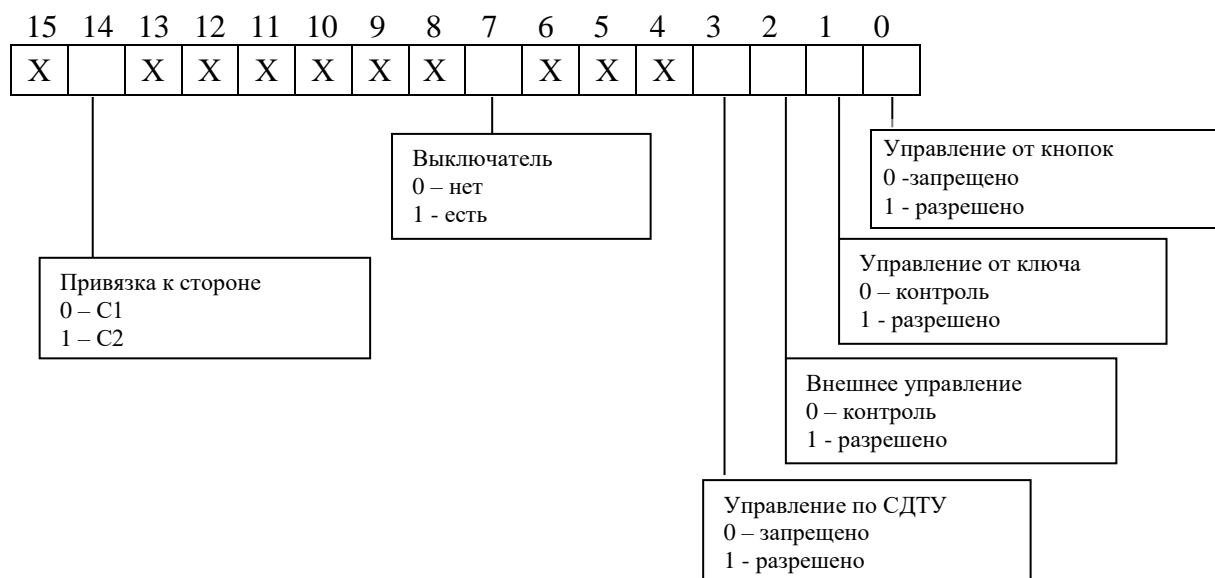 15 14 13 12 11 10 9 8 7 6 5 4 3 2 1 0
X X X X X X X X X X
Выключатель
0 – нет
1 - есть
Управление от кнопок
0 -запрещено
1 - разрешено
Привязка к стороне
0 – С1
1 – С2
Управление от ключа
0 – контроль
1 - разрешено
Внешнее управление
0 – контроль
1 - разрешено
Управление по СДТУ
0 – запрещено
1 - разрешено